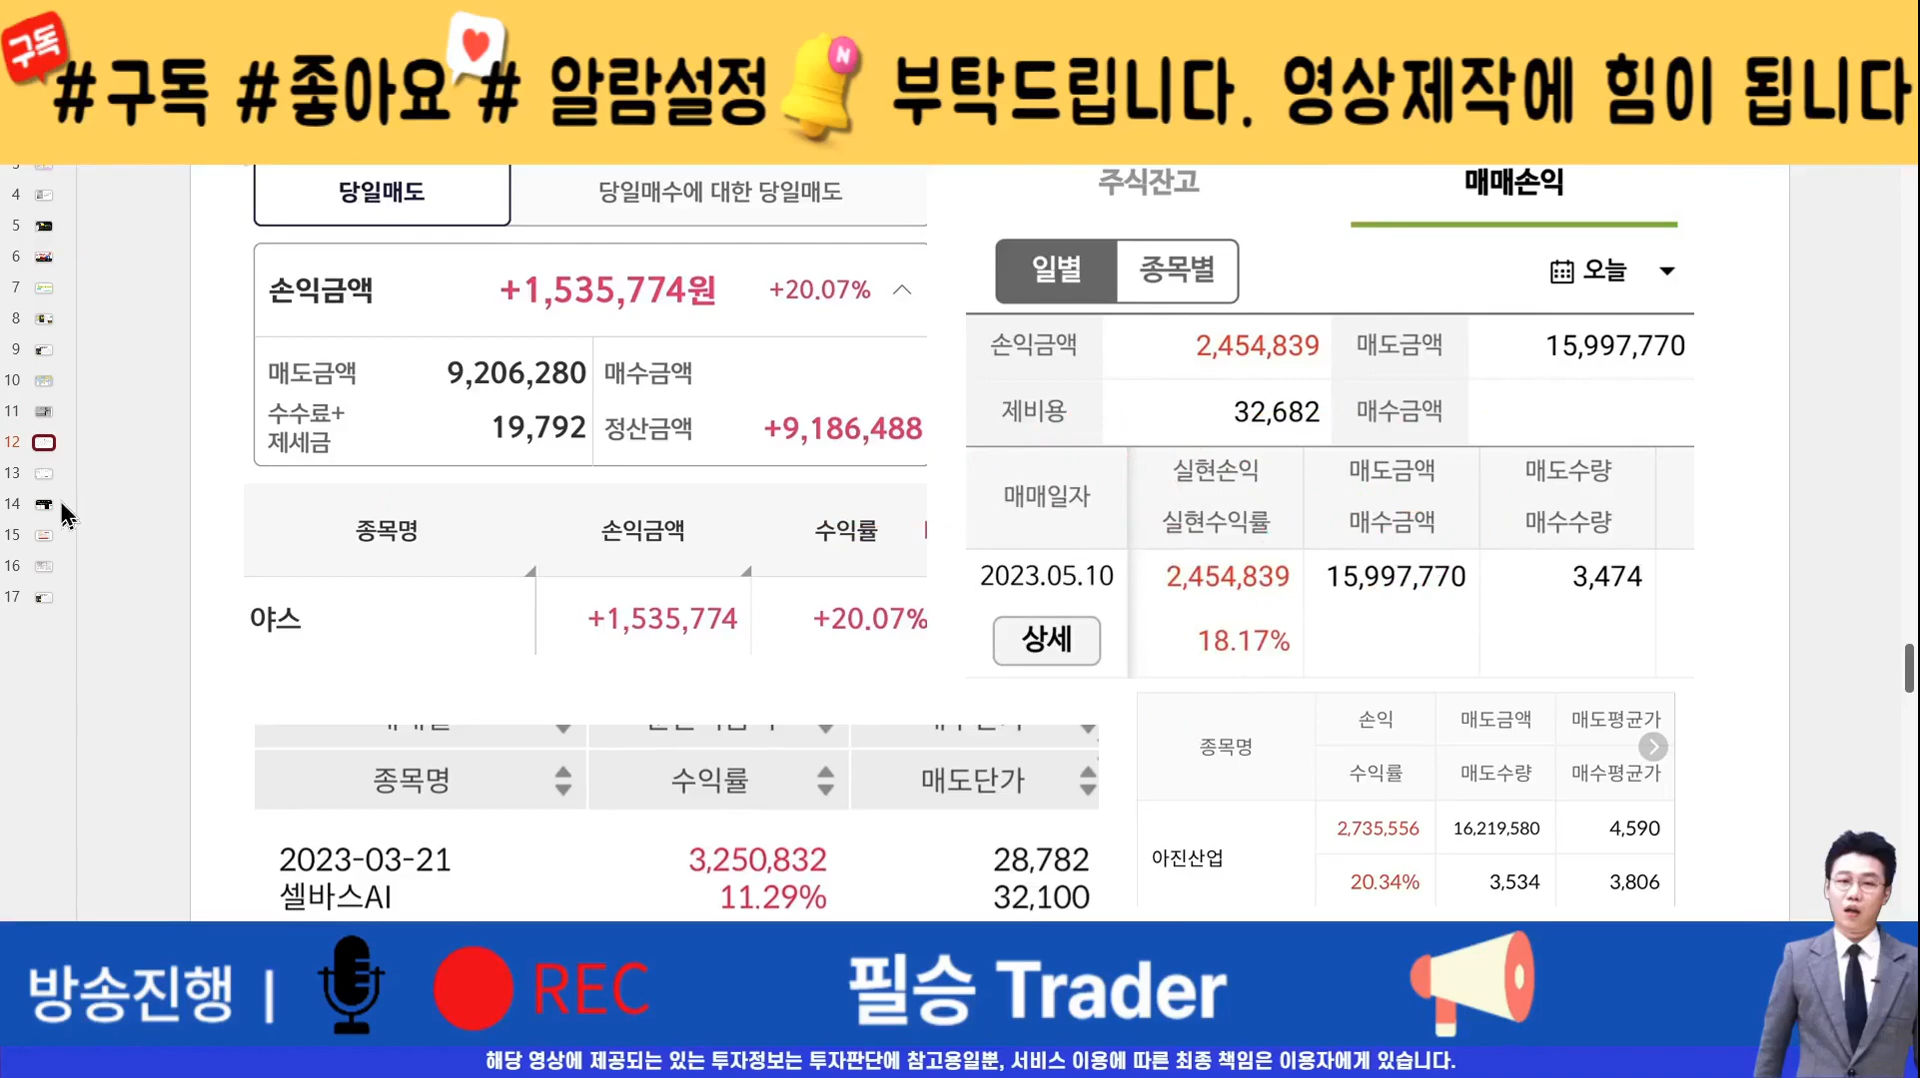 구독
#구독 #좋아요 # 알람설정 N 부탁드립니다. 영상제작에 힘이 됩니다
4
5
6
7
8
9
10
11
12
13
14
15
16
17
당일매도 당일매수에 대한 당일매도
손익금액 +1,535,774원 +20.07%
매도금액 9,206,280 매수금액
수수료+
제세금 19,792 정산금액 +9,186,488
종목명 손익금액 수익률
야스 +1,535,774 +20.07%
주식잔고 매매손익
일별 종목별 오늘
손익금액 2,454,839 매도금액 15,997,770
제비용 32,682 매수금액
매매일자 실현손익 매도금액 매도수량
실현수익률 매수금액 매수수량
2023.05.10 2,454,839 15,997,770 3,474
상세 18.17%
종목명 수익률 매도단가
2023-03-21 3,250,832 28,782
셀바스AI 11.29% 32,100
종목명 손익 매도금액 매도평균가
수익률 매도수량 매수평균가
아진산업 2,735,556 16,219,580 4,590
20.34% 3,534 3,806
방송진행 | REC 필승 Trader
해당 영상에 제공되는 있는 투자정보는 투자판단에 참고용일뿐, 서비스 이용에 따른 최종 책임은 이용자에게 있습니다.